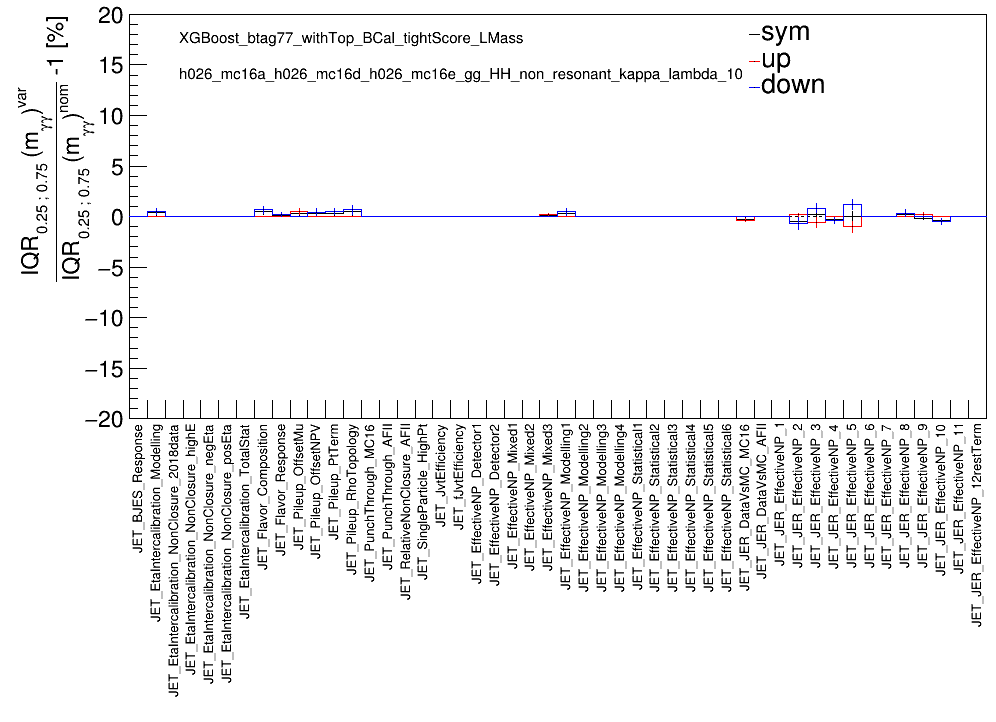 IQR0.25 ; 0.75 (mγγ)var
IQR0.25 ; 0.75 (mγγ)nom -1 [%]
20
15
10
5
0
−5
−10
−15
−20
XGBoost_btag77_withTop_BCal_tightScore_LMass
h026_mc16a_h026_mc16d_h026_mc16e_gg_HH_non_resonant_kappa_lambda_10
sym
up
down
JET_BJES_Response
JET_EtaIntercalibration_Modelling
JET_EtaIntercalibration_NonClosure_2018data
JET_EtaIntercalibration_NonClosure_highE
JET_EtaIntercalibration_NonClosure_negEta
JET_EtaIntercalibration_NonClosure_posEta
JET_EtaIntercalibration_TotalStat
JET_Flavor_Composition
JET_Flavor_Response
JET_Pileup_OffsetMu
JET_Pileup_OffsetNPV
JET_Pileup_PtTerm
JET_Pileup_RhoTopology
JET_PunchThrough_MC16
JET_PunchThrough_AFII
JET_RelativeNonClosure_AFII
JET_SingleParticle_HighPt
JET_JvtEfficiency
JET_fJvtEfficiency
JET_EffectiveNP_Detector1
JET_EffectiveNP_Detector2
JET_EffectiveNP_Mixed1
JET_EffectiveNP_Mixed2
JET_EffectiveNP_Mixed3
JET_EffectiveNP_Modelling1
JET_EffectiveNP_Modelling2
JET_EffectiveNP_Modelling3
JET_EffectiveNP_Modelling4
JET_EffectiveNP_Statistical1
JET_EffectiveNP_Statistical2
JET_EffectiveNP_Statistical3
JET_EffectiveNP_Statistical4
JET_EffectiveNP_Statistical5
JET_EffectiveNP_Statistical6
JET_JER_DataVsMC_MC16
JET_JER_DataVsMC_AFII
JET_JER_EffectiveNP_1
JET_JER_EffectiveNP_2
JET_JER_EffectiveNP_3
JET_JER_EffectiveNP_4
JET_JER_EffectiveNP_5
JET_JER_EffectiveNP_6
JET_JER_EffectiveNP_7
JET_JER_EffectiveNP_8
JET_JER_EffectiveNP_9
JET_JER_EffectiveNP_10
JET_JER_EffectiveNP_11
JET_JER_EffectiveNP_12restTerm